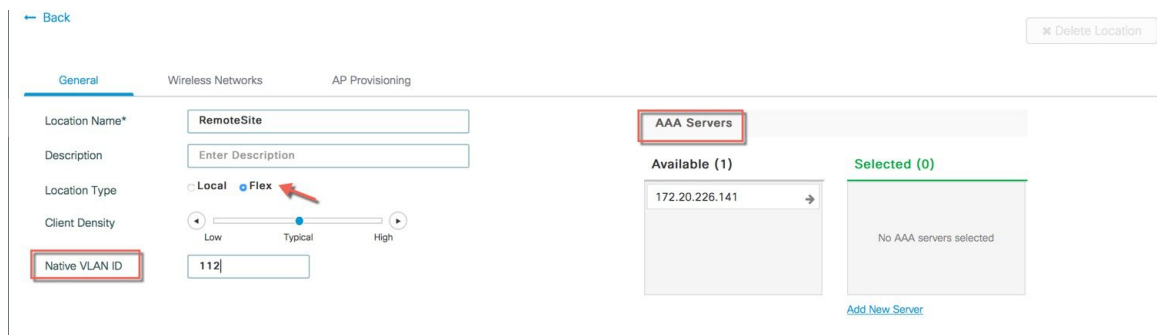 ← Back
✖ Delete Location
General
Wireless Networks
AP Provisioning
Location Name*
RemoteSite
Description
Enter Description
Location Type
Local
Flex
Client Density
Low
Typical
High
Native VLAN ID
112
AAA Servers
Available (1)
172.20.226.141
Selected (0)
No AAA servers selected
Add New Server